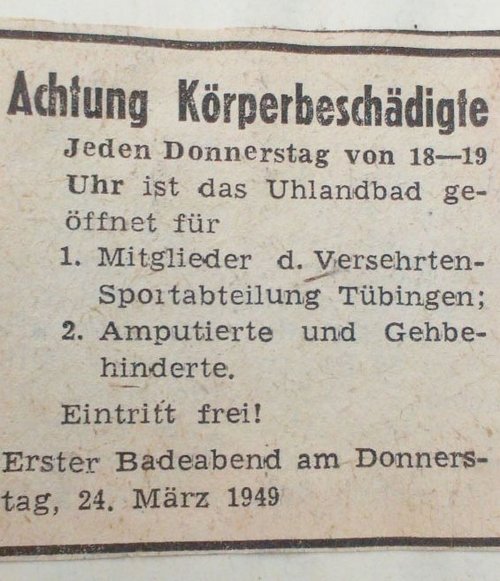 Achtung Körperbeschädigte
Jeden Donnerstag von 18—19
Uhr ist das Uhlandbad ge-
öffnet für
1. Mitglieder d. Versehrten-
Sportabteilung Tübingen;
2. Amputierte und Gehbe-
hinderte.
Eintritt frei!
Erster Badeabend am Donners-
tag, 24. März 1949